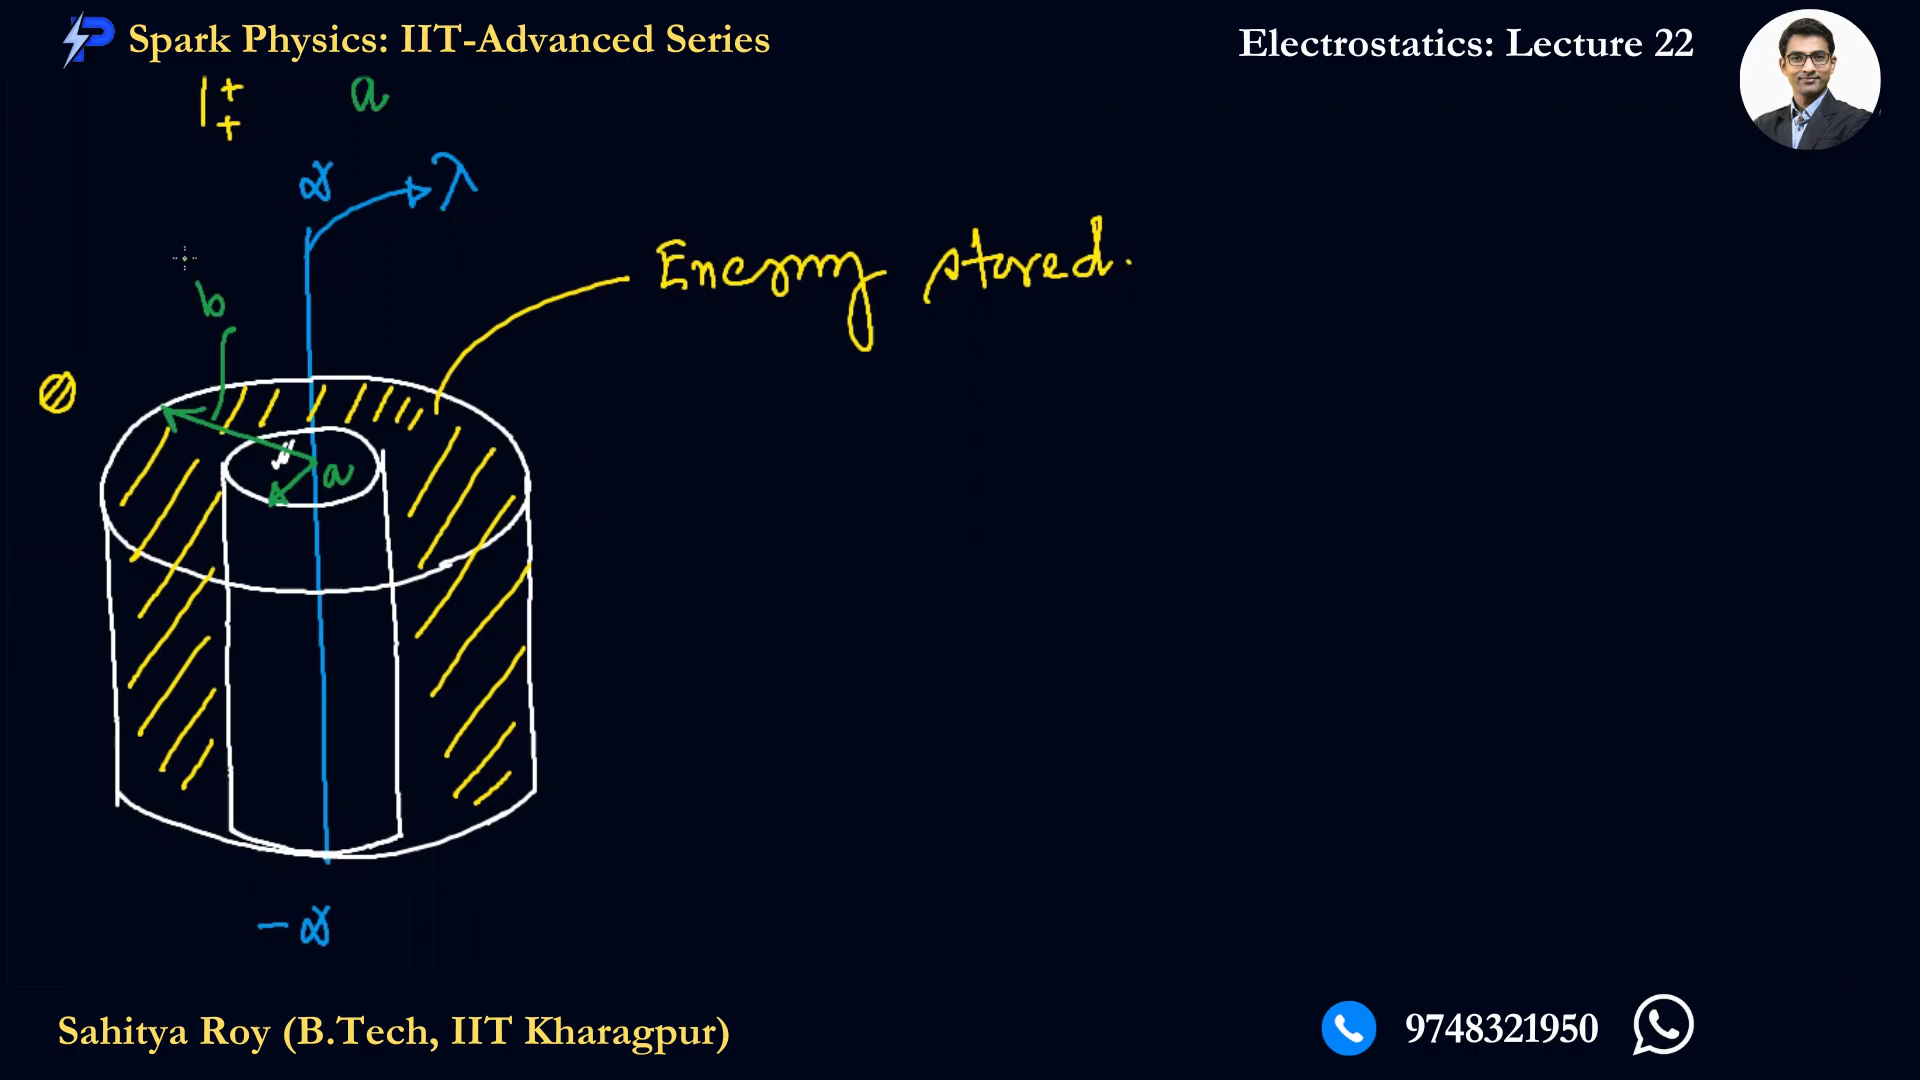 Spark Physics: IIT-Advanced Series
Electrostatics: Lecture 22
+
+
a
∞
λ
Energy stored.
b
a
-∞
Sahitya Roy (B.Tech, IIT Kharagpur)
9748321950